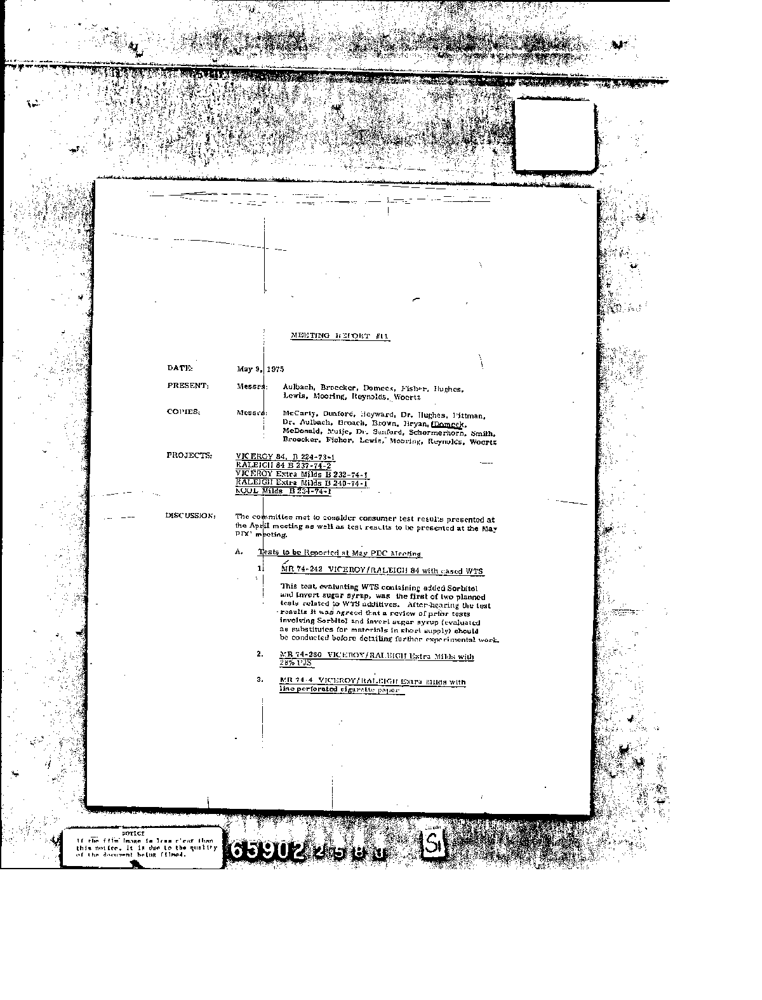 MEETING REPORT #11
DATE: May 9, 1975
PRESENT: Messrs: Aulbach, Broecker, Domeck, Fisher, Hughes,
Lewis, Mooring, Reynolds, Woertz
COPIES: Messrs: McCarty, Dunford, Heyward, Dr. Hughes, Pittman,
Dr. Aulbach, Broach, Brown, Bryan, Domeck,
McDonald, Muije, Dr. Sanford, Schermerhorn, Smith,
Broecker, Fisher, Lewis, Mooring, Reynolds, Woertz
PROJECTS: VICEROY 84, B 224-73-1
RALEIGH 84 B 237-74-2
VICEROY Extra Milds B 232-74-1
RALEIGH Extra Milds B 240-74-1
KOOL Milds B 234-74-1
DISCUSSION: The committee met to consider consumer test results presented at
the April meeting as well as test results to be presented at the May
PDC meeting.
A. Tests to be Reported at May PDC Meeting
1. MR 74-242 VICEROY/RALEIGH 84 with cased WTS
This test, evaluating WTS containing added Sorbitol
and invert sugar syrup, was the first of two planned
tests related to WTS additives. After hearing the test
results it was agreed that a review of prior tests
involving Sorbitol and invert sugar syrup (evaluated
as substitutes for materials in short supply) should
be conducted before detailing further experimental work.
2. MR 74-280 VICEROY/RALEIGH Extra Milds with
28%
3. MR 74-4 VICEROY/RALEIGH Extra Milds with
line perforated cigarette paper
NOTICE
If the film image is less clear than
this notice, it is due to the quality
of the document being filmed.
65902 2583
S1